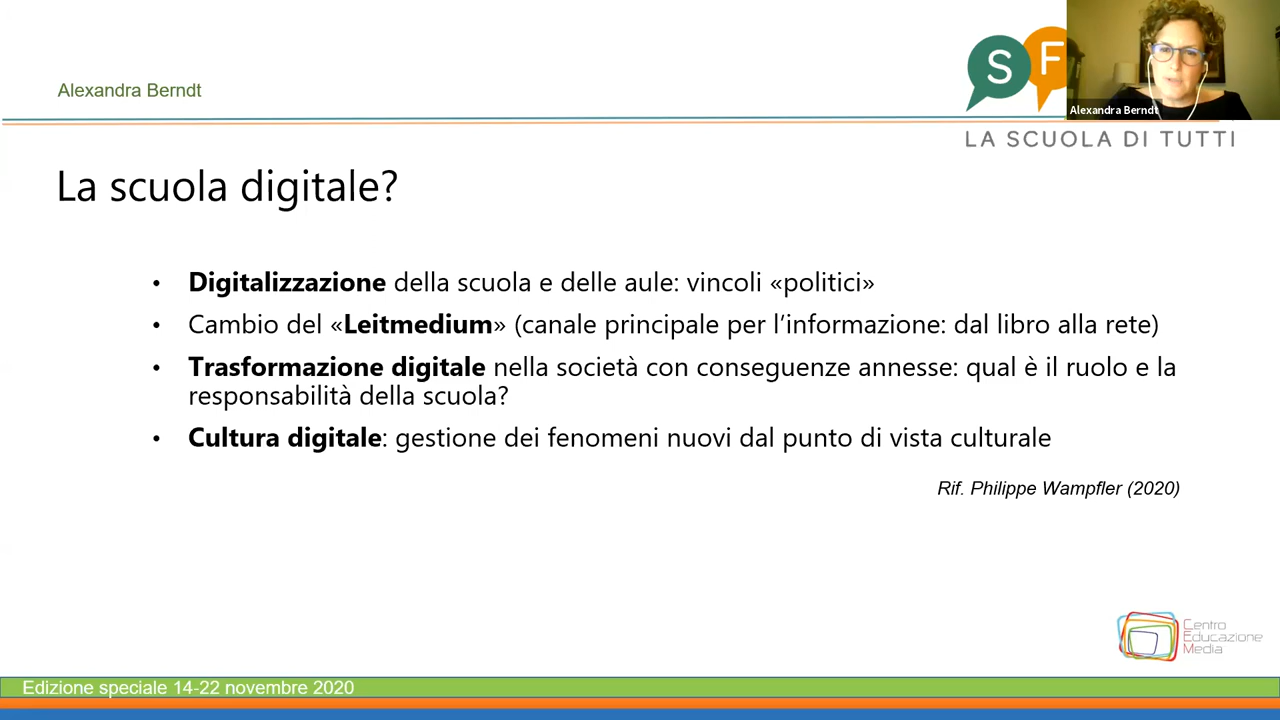 Alexandra Berndt
S F
Alexandra Berndt
LA SCUOLA DI TUTTI
La scuola digitale?
• Digitalizzazione della scuola e delle aule: vincoli «politici»
• Cambio del «Leitmedium» (canale principale per l’informazione: dal libro alla rete)
• Trasformazione digitale nella società con conseguenze annesse: qual è il ruolo e la
responsabilità della scuola?
• Cultura digitale: gestione dei fenomeni nuovi dal punto di vista culturale
Rif. Philippe Wampfler (2020)
Centro
Educazione
Media
Edizione speciale 14-22 novembre 2020